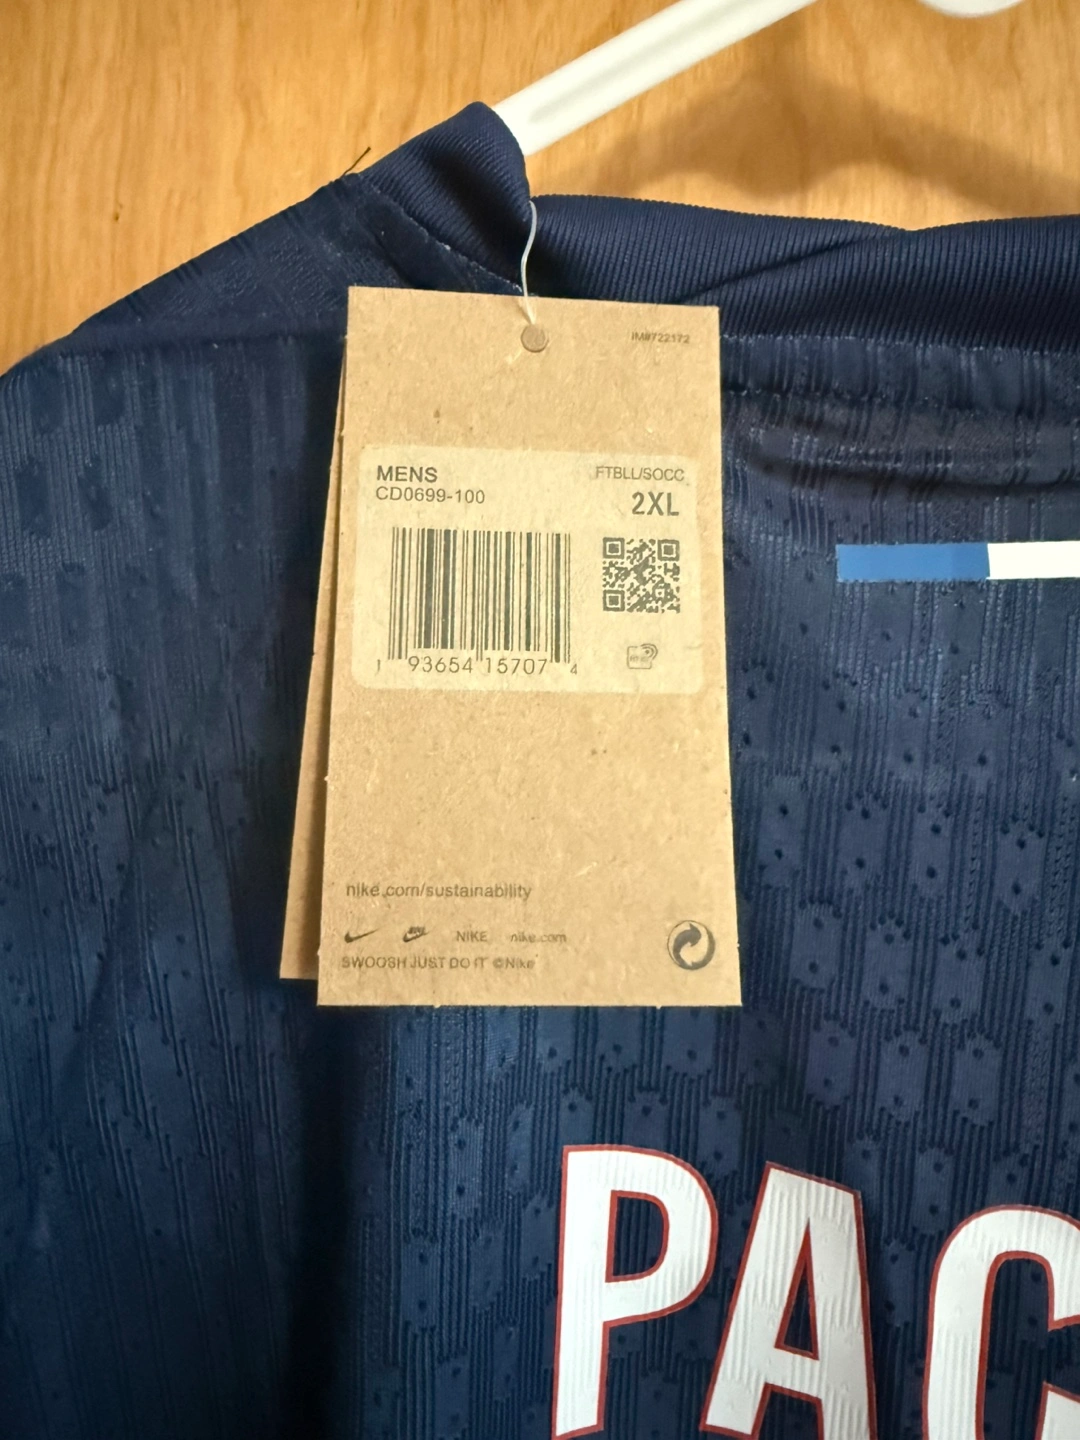 IM9722172
MENS
FTBLL/SOCC
CD0699-100
2XL
1 93654 15707 4
nike.com/sustainability
NIKE nike.com
SWOOSH JUST DO IT ©Nike
PAC